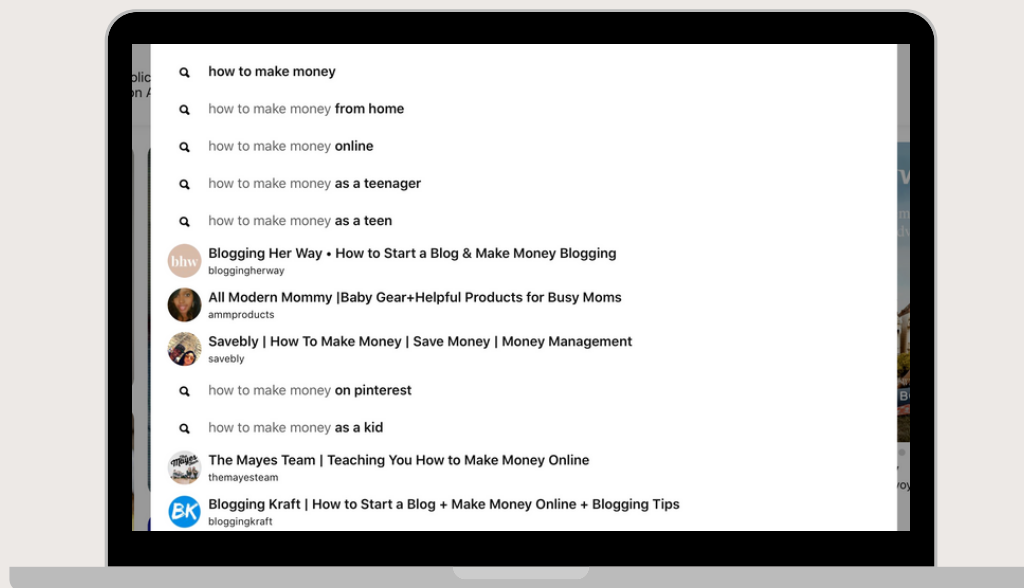 how to make money
how to make money from home
how to make money online
how to make money as a teenager
how to make money as a teen
bhw
Blogging Her Way • How to Start a Blog & Make Money Blogging
bloggingherway
All Modern Mommy |Baby Gear+Helpful Products for Busy Moms
ammproducts
Savebly | How To Make Money | Save Money | Money Management
savebly
how to make money on pinterest
how to make money as a kid
The Mayes Team | Teaching You How to Make Money Online
themayesteam
BK
Blogging Kraft | How to Start a Blog + Make Money Online + Blogging Tips
bloggingkraft